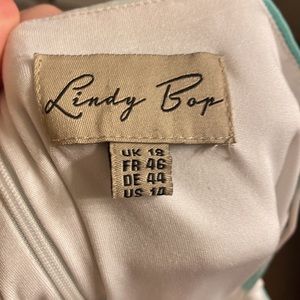 Lindy Bop
UK 18
FR 46
DE 44
US 14